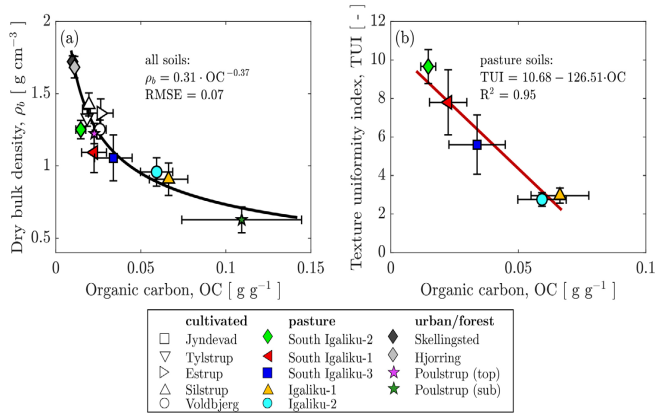 (a)
all soils:
ρb = 0.31 · OC^−0.37
RMSE = 0.07
Dry bulk density, ρb [ g cm⁻³ ]
2
1.5
1
0.5
0 0.05 0.1 0.15
Organic carbon, OC [ g g⁻¹ ]
(b)
pasture soils:
TUI = 10.68 − 126.51·OC
R² = 0.95
Texture uniformity index, TUI [ - ]
12
10
8
6
4
2
0
0 0.05 0.1
Organic carbon, OC [ g g⁻¹ ]
cultivated pasture urban/forest
Jyndevad South Igaliku-2 Skellingsted
Tylstrup South Igaliku-1 Hjorring
Estrup South Igaliku-3 Poulstrup (top)
Silstrup Igaliku-1 Poulstrup (sub)
Voldbjerg Igaliku-2